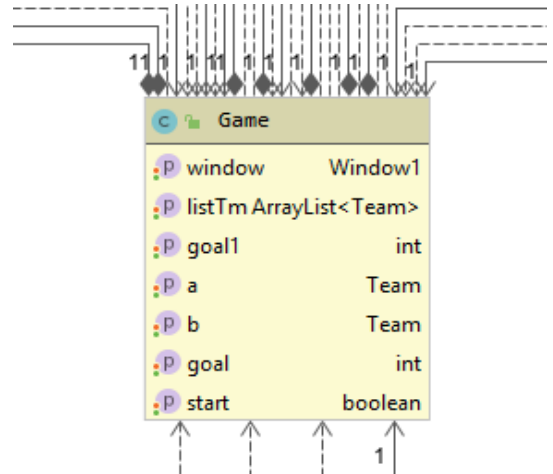 11 1 1 11 1 1 1 1 1 1
c Game
p window Window1
p listTm ArrayList<Team>
p goal1 int
p a Team
p b Team
p goal int
p start boolean
1